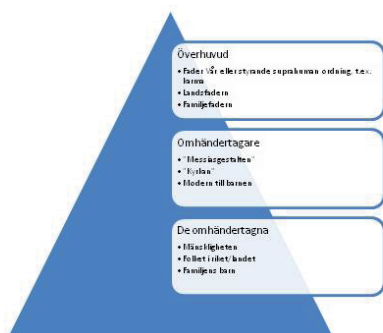 Överhuvud
• Fader Vår eller styrande suprahuman ordning, t.ex.
karma
• Landsfadern
• Familjefadern
Omhändertagare
• "Messiasgestalten"
• "Kyrkan"
• Modern till barnen
De omhändertagna
• Mänskligheten
• Folket i riket/landet
• Familjens barn